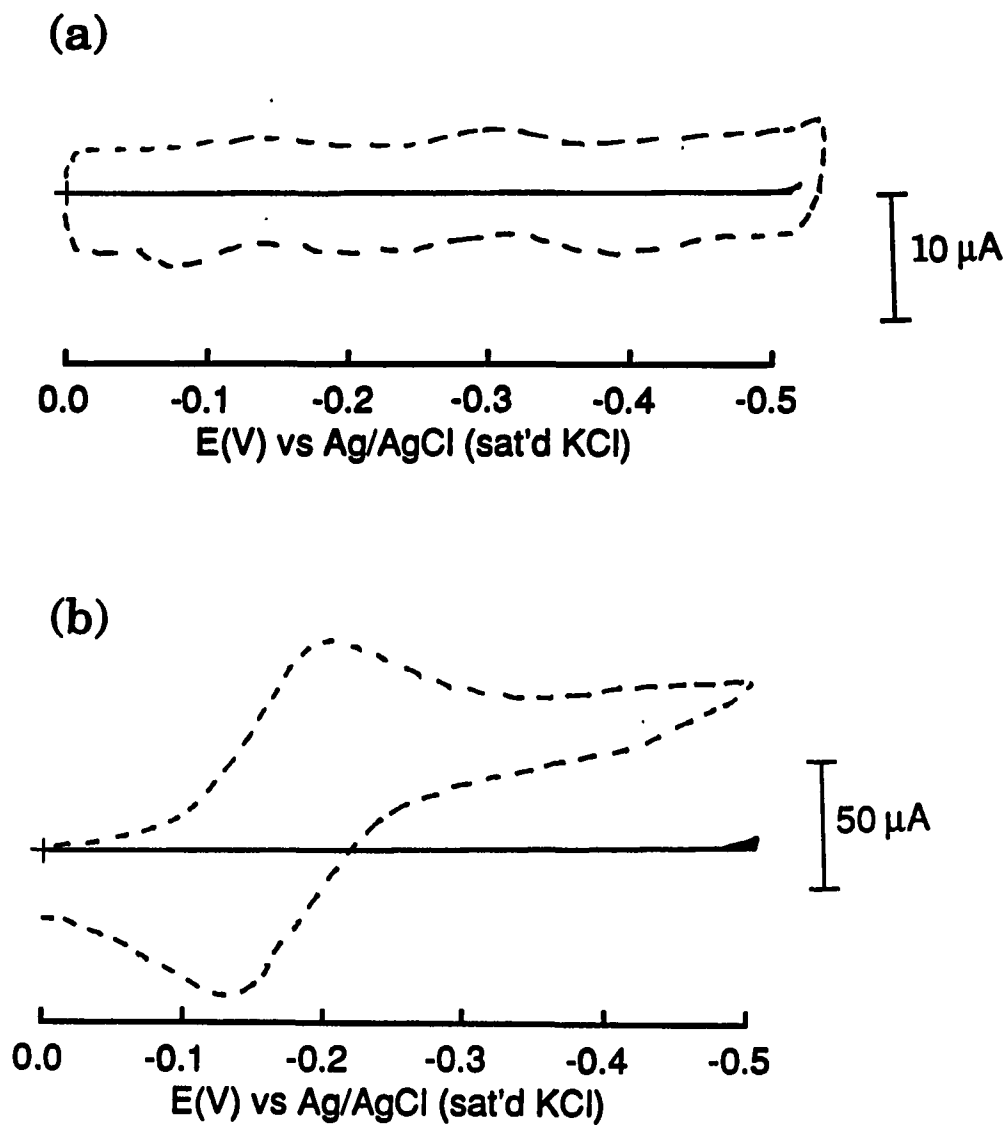 (a)
10 μA
0.0 -0.1 -0.2 -0.3 -0.4 -0.5
E(V) vs Ag/AgCl (sat'd KCl)
(b)
50 μA
0.0 -0.1 -0.2 -0.3 -0.4 -0.5
E(V) vs Ag/AgCl (sat'd KCl)